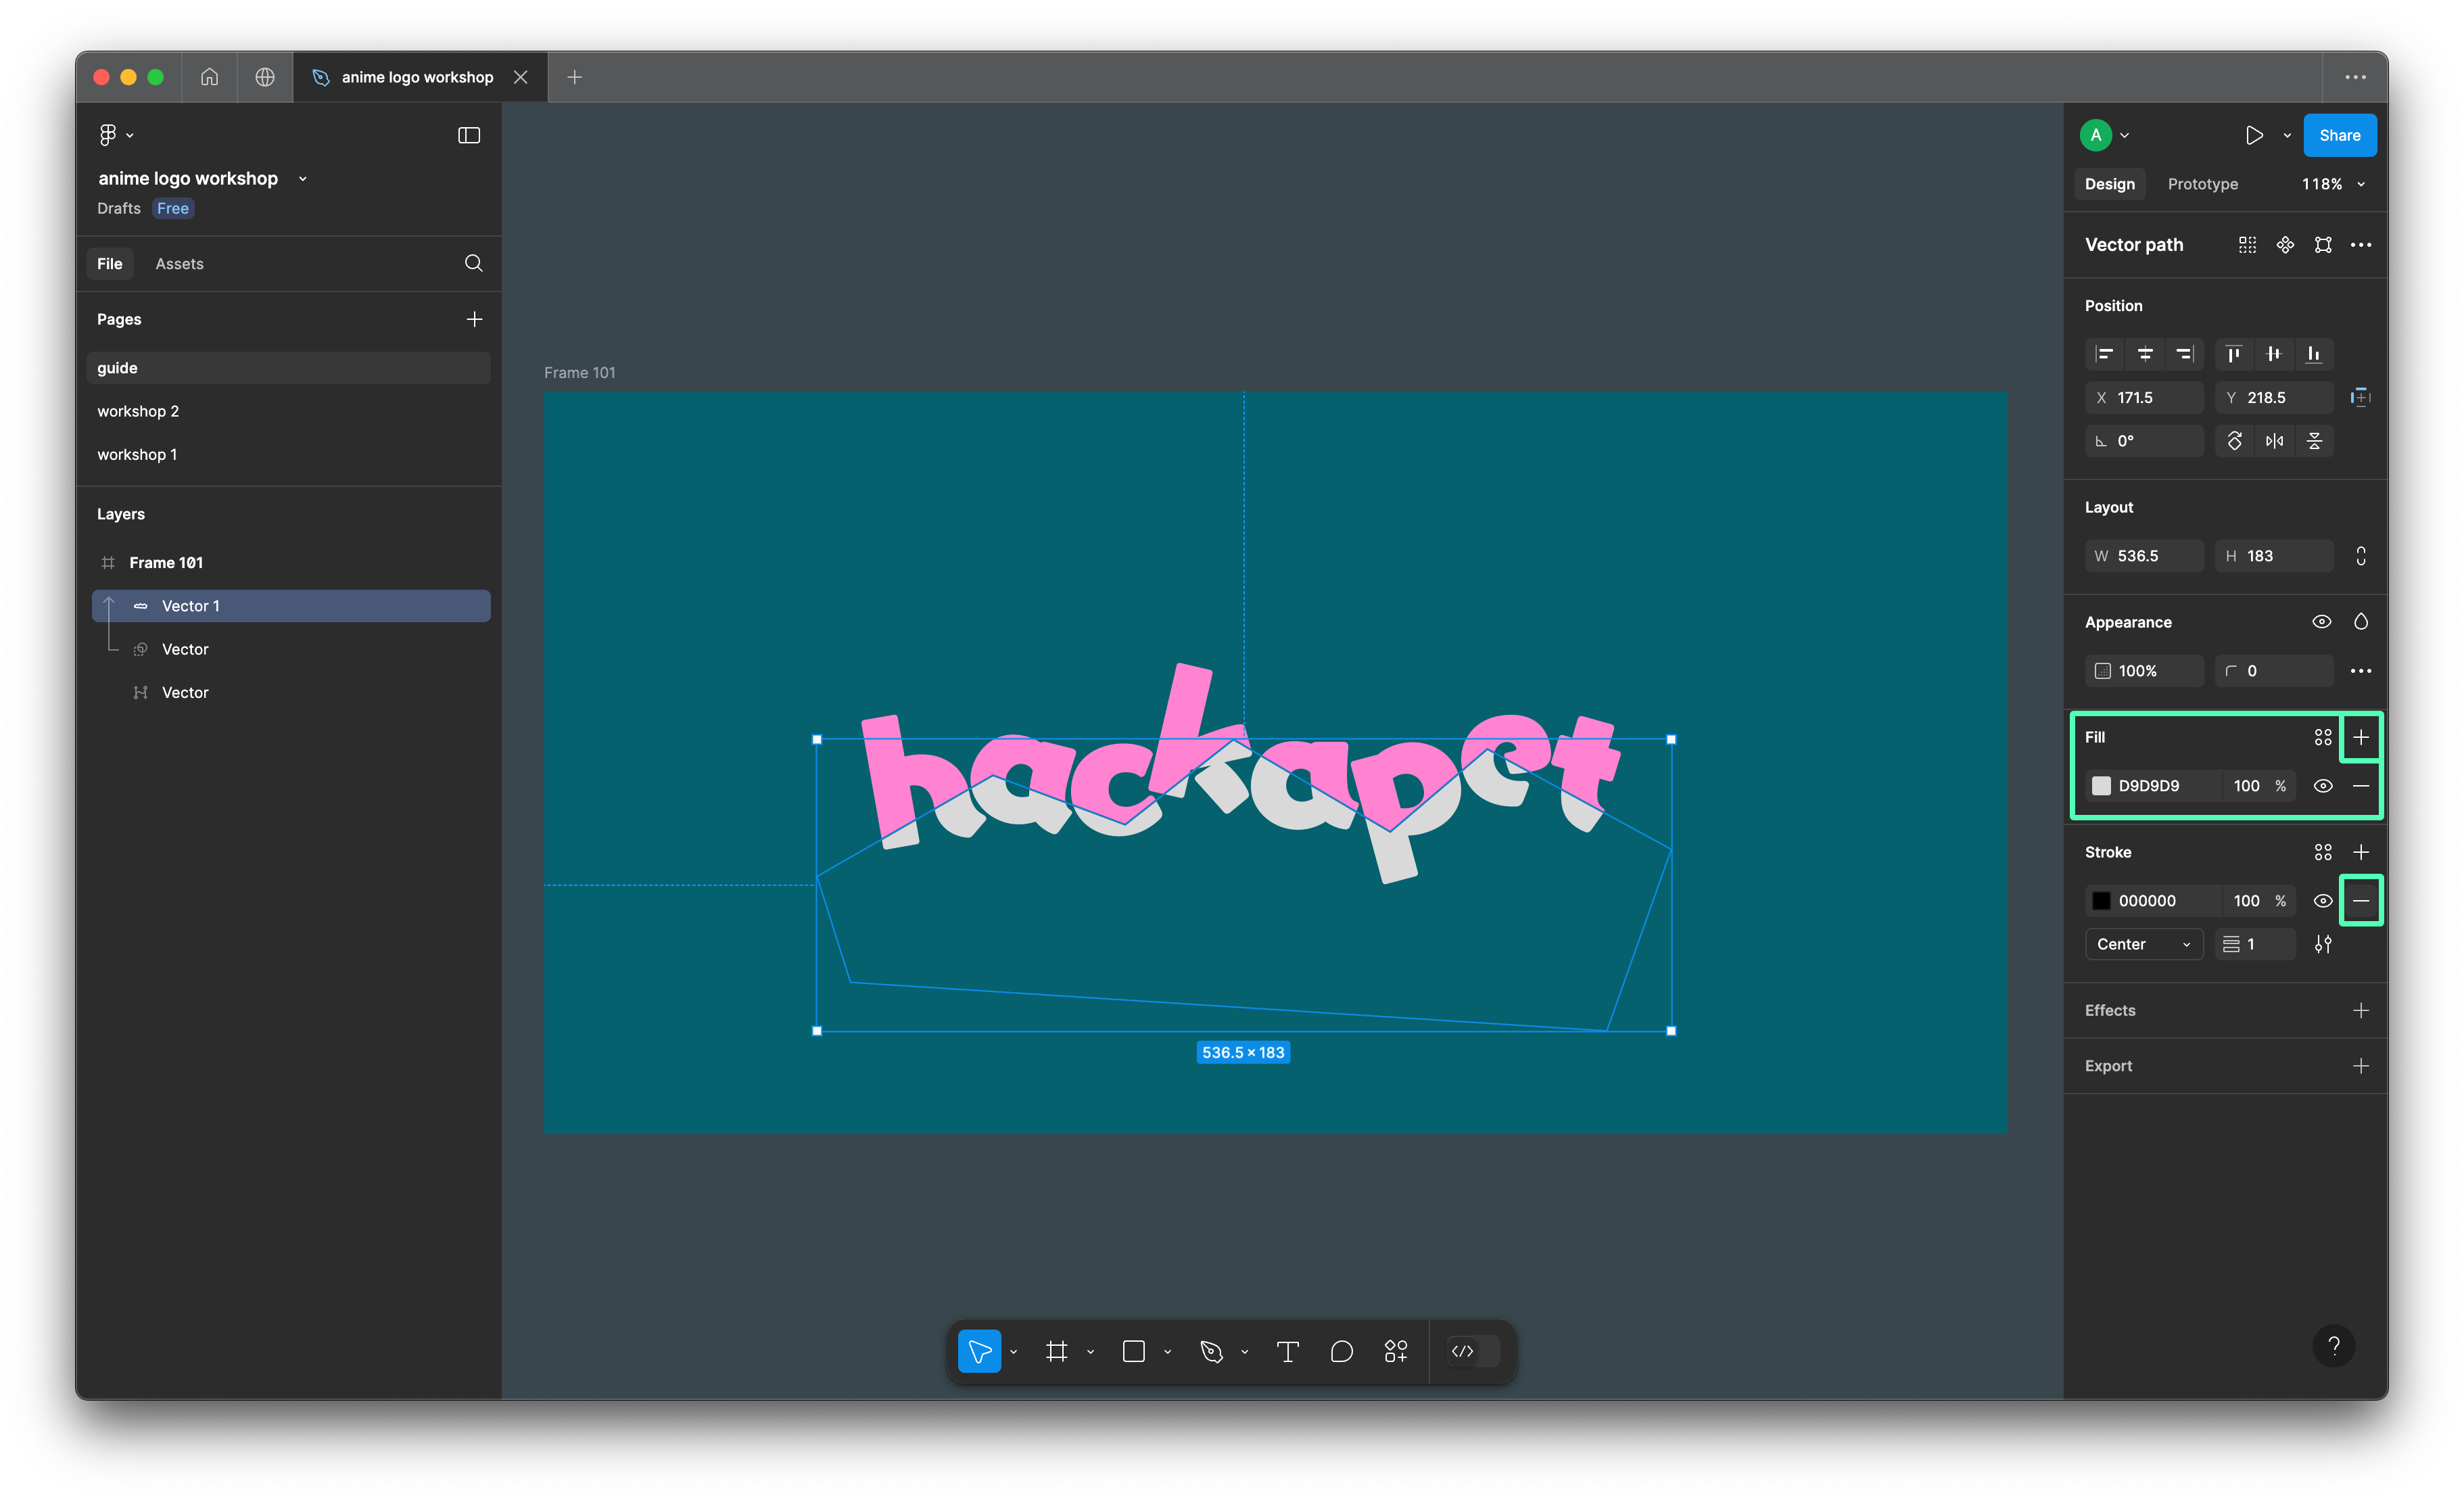 anime logo workshop
anime logo workshop
Drafts Free
File Assets
Pages
guide
workshop 2
workshop 1
Layers
Frame 101
Vector 1
Vector
Vector
Frame 101
hackapet
536.5 × 183
A
Share
Design Prototype 118%
Vector path
Position
X 171.5 Y 218.5
0°
Layout
W 536.5 H 183
Appearance
100% 0
Fill
D9D9D9 100 %
Stroke
000000 100 %
Center 1
Effects
Export
?